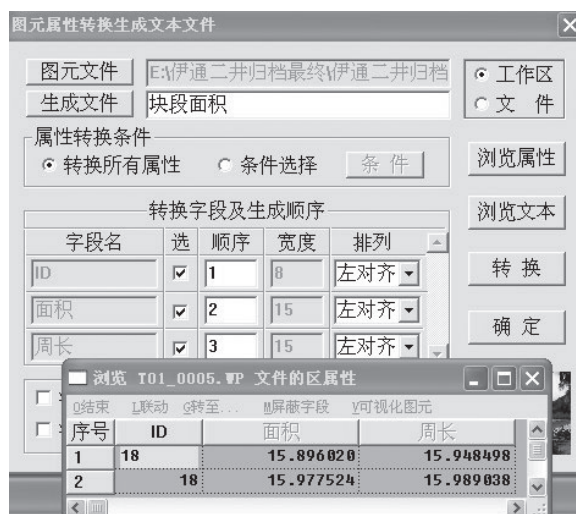 图元属性转换生成文本文件
图元文件 E:\伊通二井归档最终\伊通二井归档 工作区
生成文件 块段面积 文 件
属性转换条件
转换所有属性 条件选择 条 件 浏览属性
转换字段及生成顺序 浏览文本
字段名 选 顺序 宽度 排列
ID 1 8 左对齐 转 换
面积 2 15 左对齐
周长 3 15 左对齐 确 定
浏览 T01_0005.WP 文件的区属性
O结束 L联动 G转至... M屏蔽字段 V可视化图元
序号 ID 面积 周长
1 18 15.896020 15.948498
2 18 15.977524 15.989038